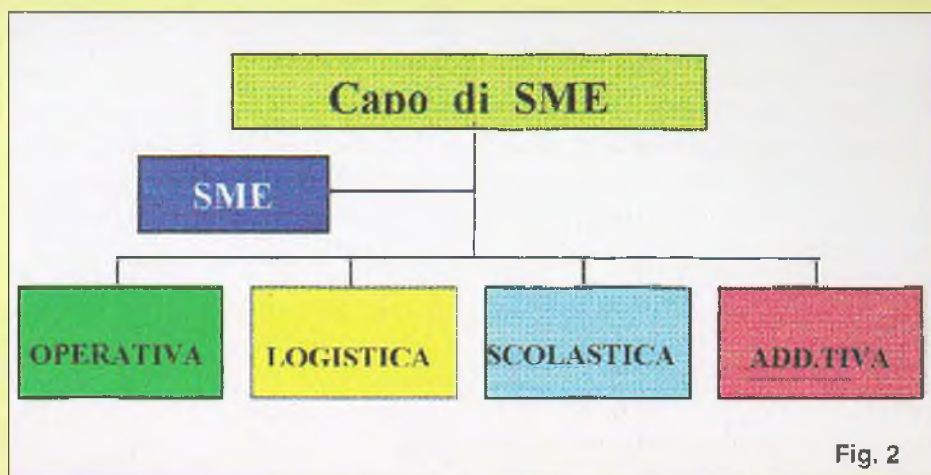 Capo di SME
SME
OPERATIVA
LOGISTICA
SCOLASTICA
ADD.TIVA
Fig. 2